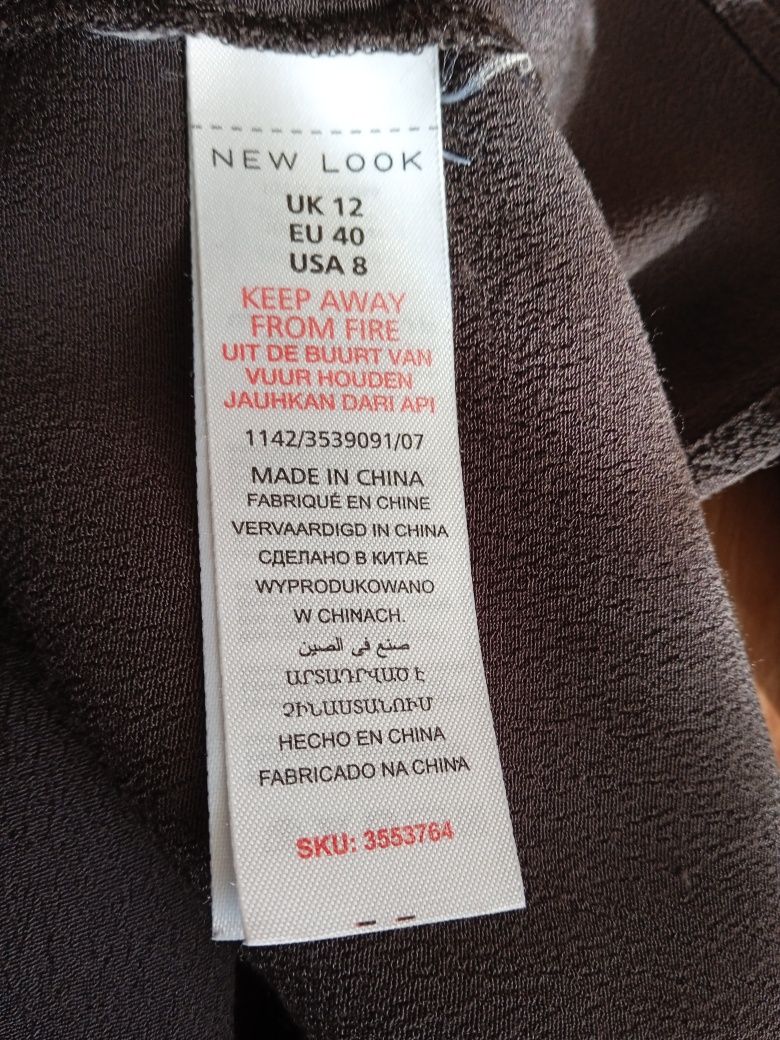 NEW LOOK
UK 12
EU 40
USA 8
KEEP AWAY
FROM FIRE
UIT DE BUURT VAN
VUUR HOUDEN
JAUHKAN DARI API
1142/3539091/07
MADE IN CHINA
FABRIQUÉ EN CHINE
VERVAARDIGD IN CHINA
СДЕЛАНО В КИТАЕ
WYPRODUKOWANO
W CHINACH.
صنع فى الصين
ԱՐՏԱԴՐՎԱԾ Է
ՉԻՆԱՍՏԱՆՈՒՄ
HECHO EN CHINA
FABRICADO NA CHINA
SKU: 3553764